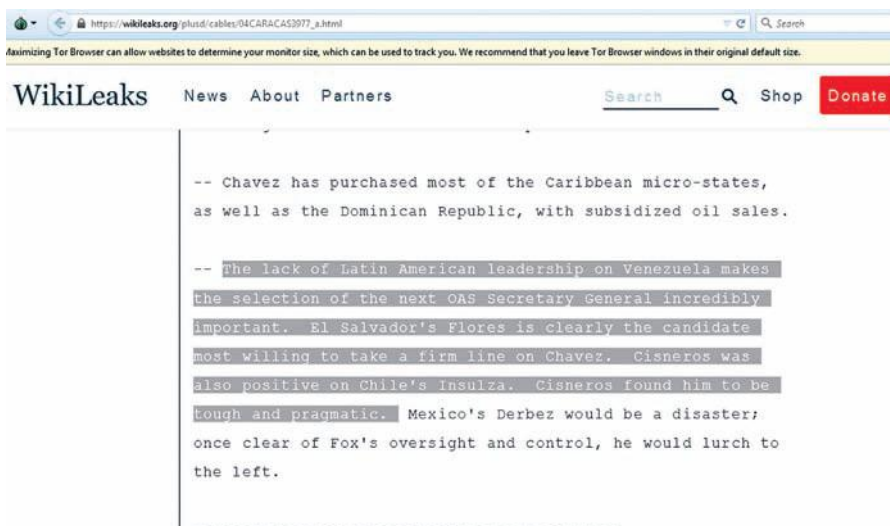 https://wikileaks.org/plusd/cables/04CARACAS3977_a.html
Search
Maximizing Tor Browser can allow websites to determine your monitor size, which can be used to track you. We recommend that you leave Tor Browser windows in their original default size.
WikiLeaks News About Partners Search Shop Donate
-- Chavez has purchased most of the Caribbean micro-states,
as well as the Dominican Republic, with subsidized oil sales.
-- The lack of Latin American leadership on Venezuela makes
the selection of the next OAS Secretary General incredibly
important. El Salvador's Flores is clearly the candidate
most willing to take a firm line on Chavez. Cisneros was
also positive on Chile's Insulza. Cisneros found him to be
tough and pragmatic. Mexico's Derbez would be a disaster;
once clear of Fox's oversight and control, he would lurch to
the left.